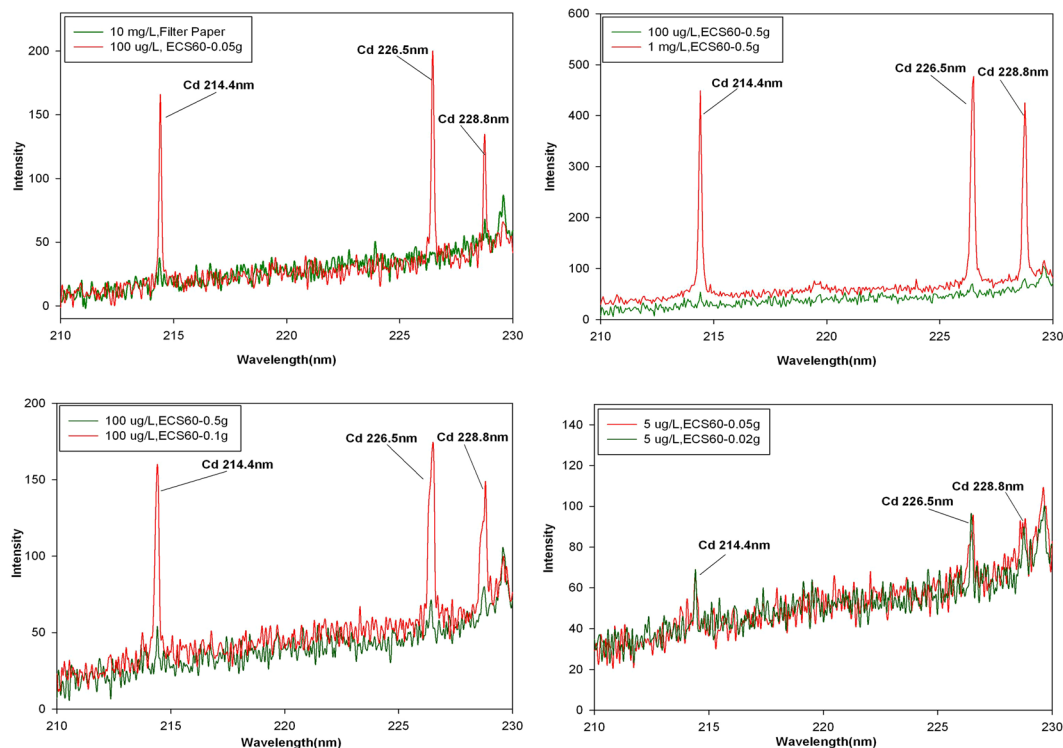 10 mg/L,Filter Paper
100 ug/L, ECS60-0.05g
Cd 214.4nm
Cd 226.5nm
Cd 228.8nm
Intensity
200
150
100
50
0
210
215
220
225
230
Wavelength(nm)
100 ug/L,ECS60-0.5g
1 mg/L,ECS60-0.5g
Cd 214.4nm
Cd 226.5nm
Cd 228.8nm
Intensity
600
500
400
300
200
100
0
210
215
220
225
230
Wavelength(nm)
100 ug/L,ECS60-0.5g
100 ug/L,ECS60-0.1g
Cd 214.4nm
Cd 226.5nm
Cd 228.8nm
Intensity
200
150
100
50
0
210
215
220
225
230
Wavelength(nm)
5 ug/L,ECS60-0.05g
5 ug/L,ECS60-0.02g
Cd 214.4nm
Cd 226.5nm
Cd 228.8nm
Intensity
140
120
100
80
60
40
20
0
210
215
220
225
230
Wavelength(nm)